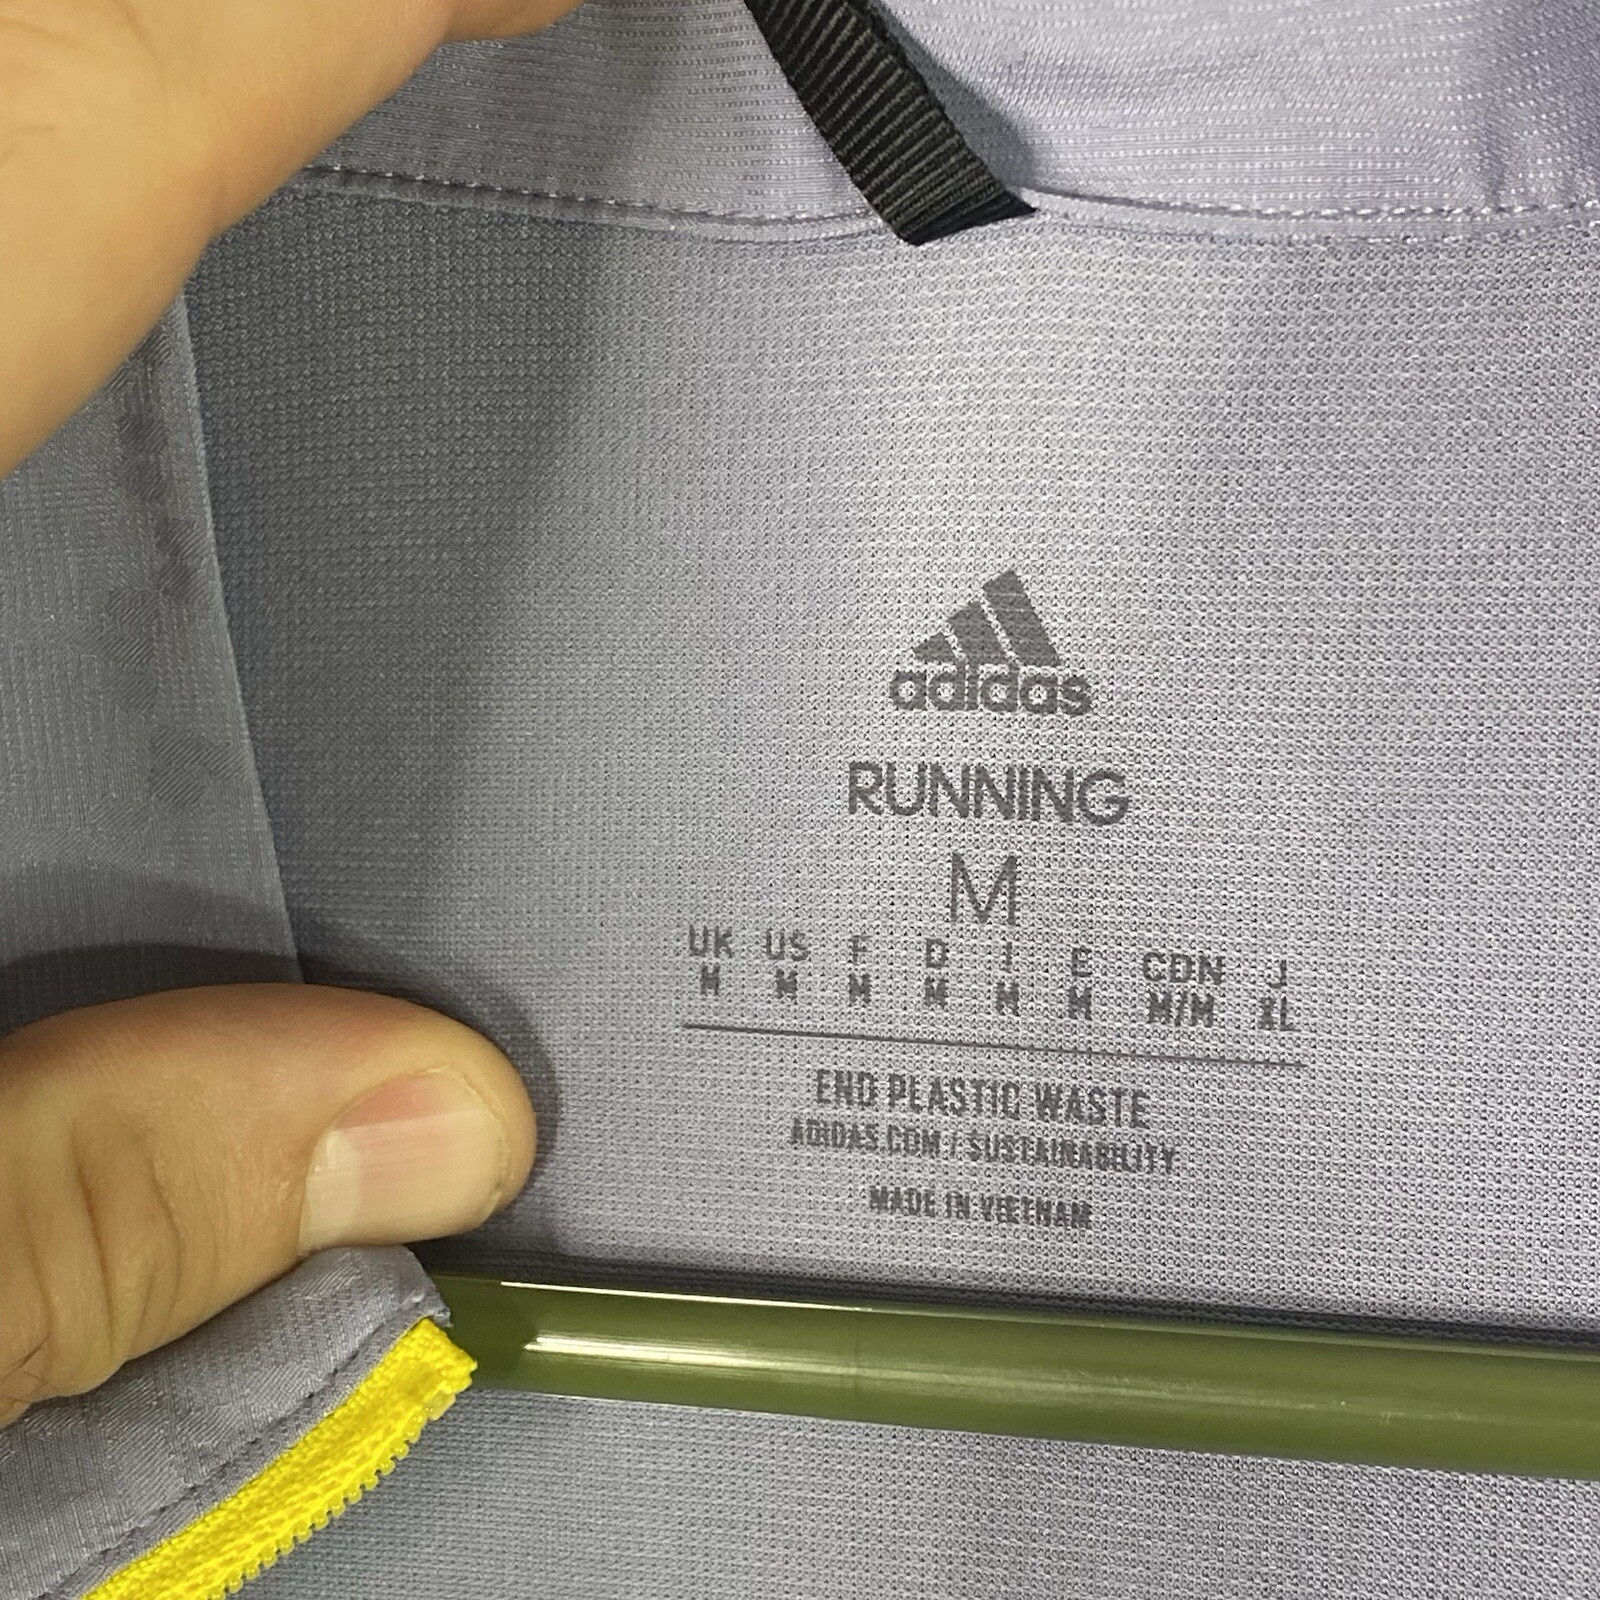 adidas
RUNNING
M
UK US F D I E CDN J
M M M M M M M/M XL
END PLASTIC WASTE
ADIDAS.COM / SUSTAINABILITY
MADE IN VIETNAM